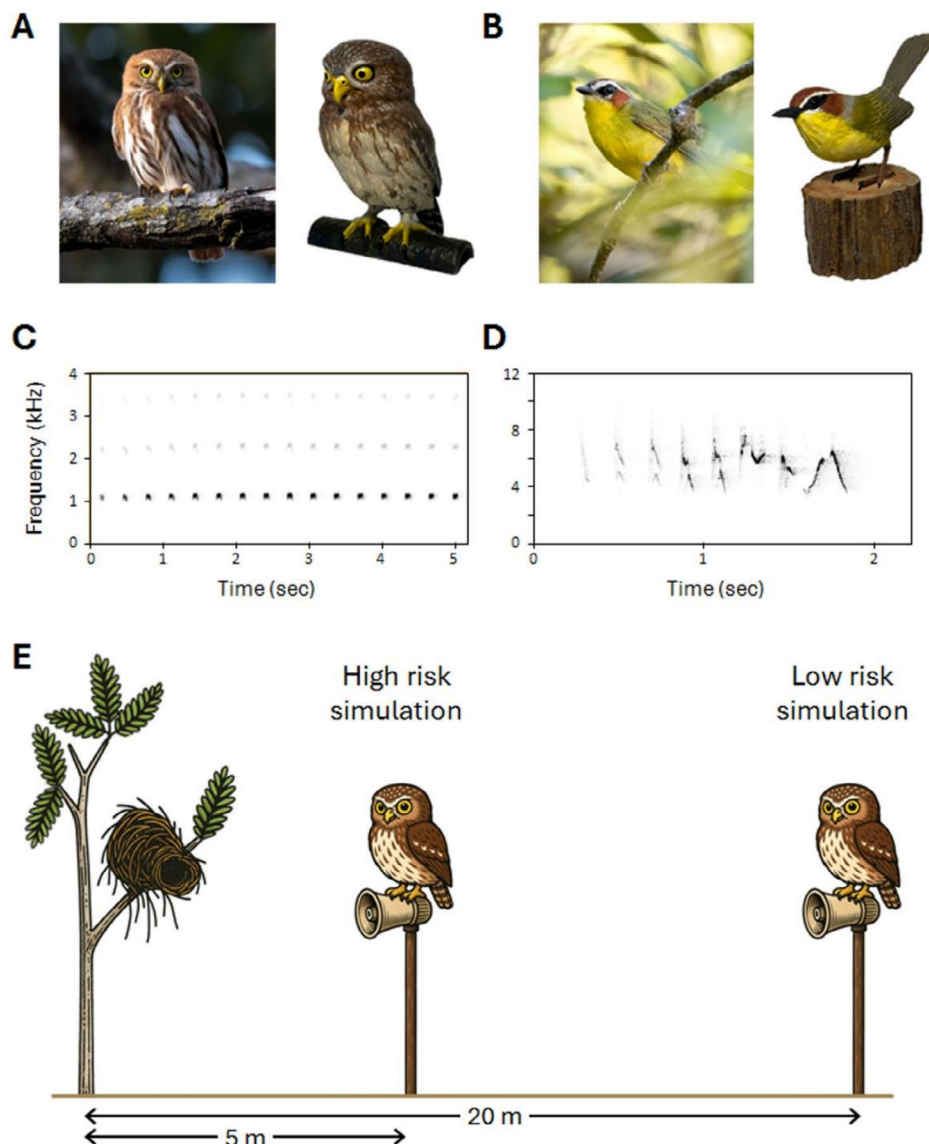 A
B
C
D
4
3
2
1
0
Frequency (kHz)
0
1
2
3
4
5
Time (sec)
12
8
4
0
0
1
2
Time (sec)
E
High risk
simulation
Low risk
simulation
20 m
5 m